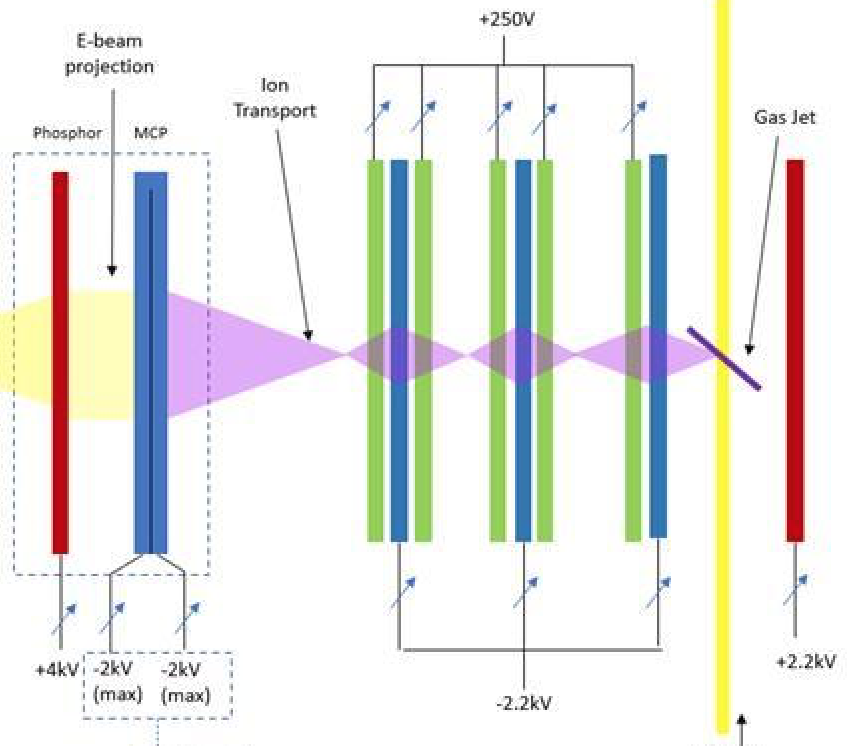 +250V
E-beam
projection
Ion
Transport
Gas Jet
Phosphor
MCP
+4kV
-2kV
(max)
-2kV
(max)
-2.2kV
+2.2kV